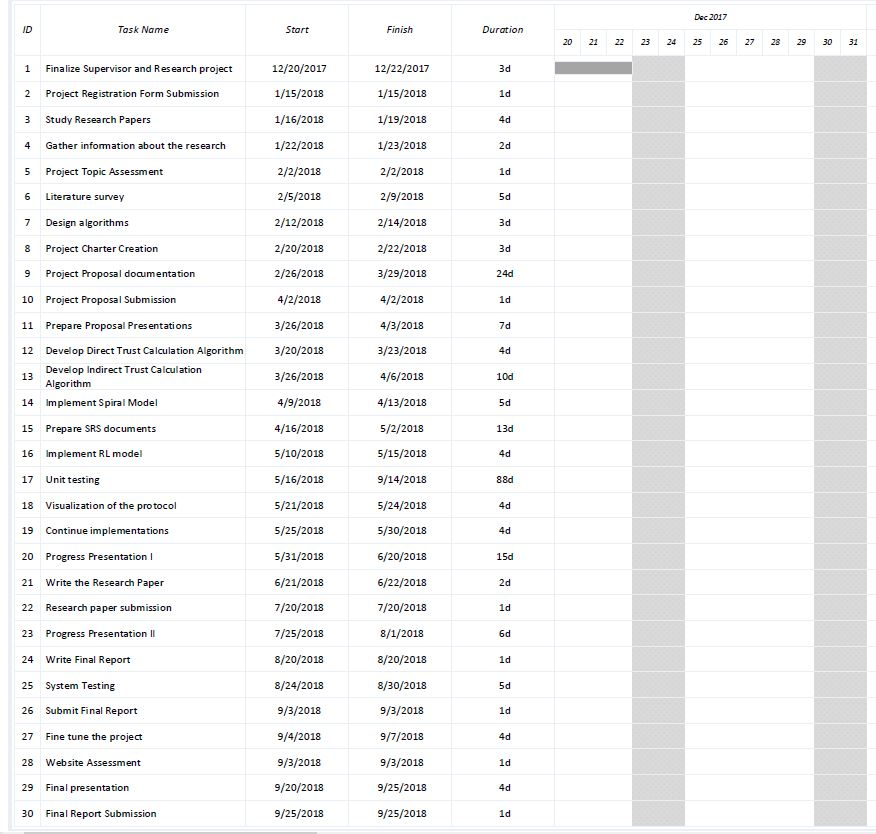 Dec 2017
ID Task Name Start Finish Duration
20 21 22 23 24 25 26 27 28 29 30 31
1 Finalize Supervisor and Research project 12/20/2017 12/22/2017 3d
2 Project Registration Form Submission 1/15/2018 1/15/2018 1d
3 Study Research Papers 1/16/2018 1/19/2018 4d
4 Gather information about the research 1/22/2018 1/23/2018 2d
5 Project Topic Assessment 2/2/2018 2/2/2018 1d
6 Literature survey 2/5/2018 2/9/2018 5d
7 Design algorithms 2/12/2018 2/14/2018 3d
8 Project Charter Creation 2/20/2018 2/22/2018 3d
9 Project Proposal documentation 2/26/2018 3/29/2018 24d
10 Project Proposal Submission 4/2/2018 4/2/2018 1d
11 Prepare Proposal Presentations 3/26/2018 4/3/2018 7d
12 Develop Direct Trust Calculation Algorithm 3/20/2018 3/23/2018 4d
13 Develop Indirect Trust Calculation
Algorithm 3/26/2018 4/6/2018 10d
14 Implement Spiral Model 4/9/2018 4/13/2018 5d
15 Prepare SRS documents 4/16/2018 5/2/2018 13d
16 Implement RL model 5/10/2018 5/15/2018 4d
17 Unit testing 5/16/2018 9/14/2018 88d
18 Visualization of the protocol 5/21/2018 5/24/2018 4d
19 Continue implementations 5/25/2018 5/30/2018 4d
20 Progress Presentation I 5/31/2018 6/20/2018 15d
21 Write the Research Paper 6/21/2018 6/22/2018 2d
22 Research paper submission 7/20/2018 7/20/2018 1d
23 Progress Presentation II 7/25/2018 8/1/2018 6d
24 Write Final Report 8/20/2018 8/20/2018 1d
25 System Testing 8/24/2018 8/30/2018 5d
26 Submit Final Report 9/3/2018 9/3/2018 1d
27 Fine tune the project 9/4/2018 9/7/2018 4d
28 Website Assessment 9/3/2018 9/3/2018 1d
29 Final presentation 9/20/2018 9/25/2018 4d
30 Final Report Submission 9/25/2018 9/25/2018 1d